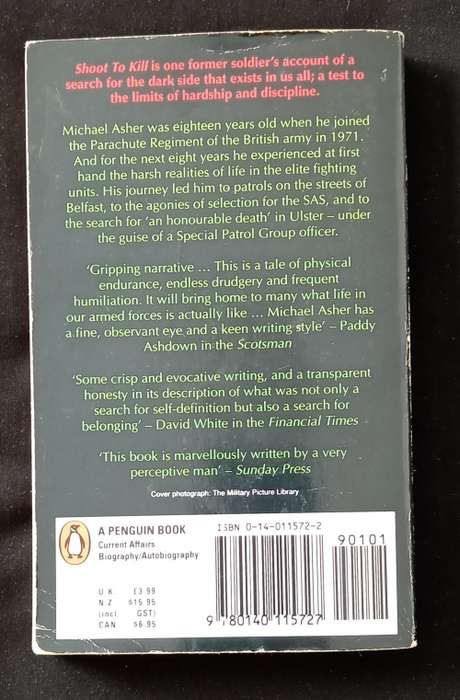 Shoot To Kill is one former soldier's account of a
search for the dark side that exists in us all; a test to
the limits of hardship and discipline.
Michael Asher was eighteen years old when he joined
the Parachute Regiment of the British army in 1971.
And for the next eight years he experienced at first
hand the harsh realities of life in the elite fighting
units. His journey led him to patrols on the streets of
Belfast, to the agonies of selection for the SAS, and to
the search for 'an honourable death' in Ulster – under
the guise of a Special Patrol Group officer.
'Gripping narrative ... This is a tale of physical
endurance, endless drudgery and frequent
humiliation. It will bring home to many what life in
our armed forces is actually like ... Michael Asher has
a fine, observant eye and a keen writing style' – Paddy
Ashdown in the Scotsman
'Some crisp and evocative writing, and a transparent
honesty in its description of what was not only a
search for self-definition but also a search for
belonging' – David White in the Financial Times
'This book is marvellously written by a very
perceptive man' – Sunday Press
Cover photograph: The Military Picture Library
A PENGUIN BOOK
Current Affairs
Biography/Autobiography
U.K. £3.99
N.Z. $15.95
(incl. GST)
CAN $6.95
ISBN 0-14-011572-2
90101
9 780140 115727